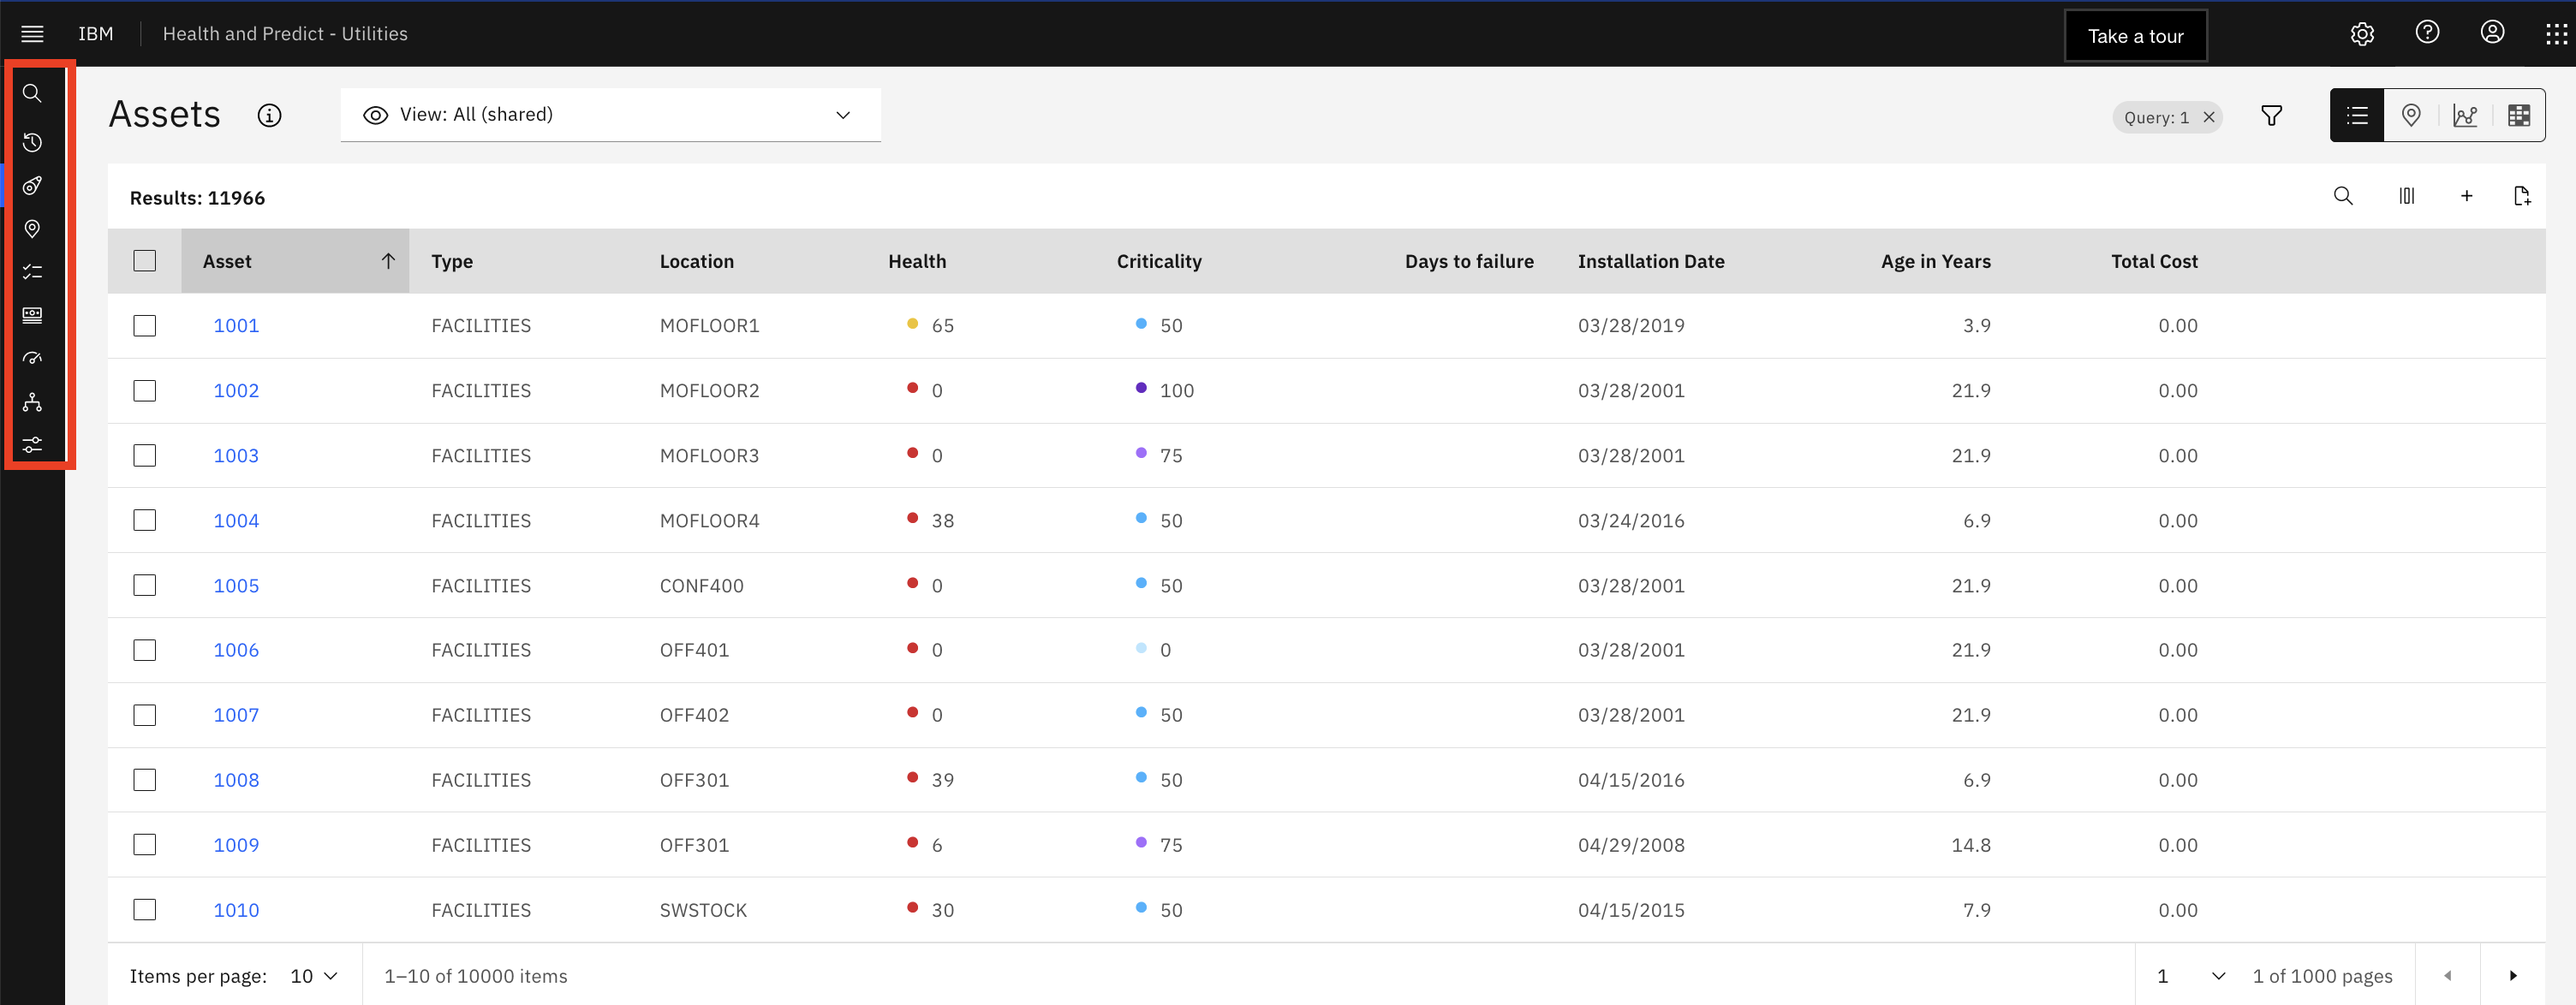 IBM Health and Predict - Utilities Take a tour
Assets View: All (shared) Query: 1
Results: 11966
Asset Type Location Health Criticality Days to failure Installation Date Age in Years Total Cost
1001 FACILITIES MOFLOOR1 65 50 03/28/2019 3.9 0.00
1002 FACILITIES MOFLOOR2 0 100 03/28/2001 21.9 0.00
1003 FACILITIES MOFLOOR3 0 75 03/28/2001 21.9 0.00
1004 FACILITIES MOFLOOR4 38 50 03/24/2016 6.9 0.00
1005 FACILITIES CONF400 0 50 03/28/2001 21.9 0.00
1006 FACILITIES OFF401 0 0 03/28/2001 21.9 0.00
1007 FACILITIES OFF402 0 50 03/28/2001 21.9 0.00
1008 FACILITIES OFF301 39 50 04/15/2016 6.9 0.00
1009 FACILITIES OFF301 6 75 04/29/2008 14.8 0.00
1010 FACILITIES SWSTOCK 30 50 04/15/2015 7.9 0.00
Items per page: 10 1–10 of 10000 items 1 1 of 1000 pages